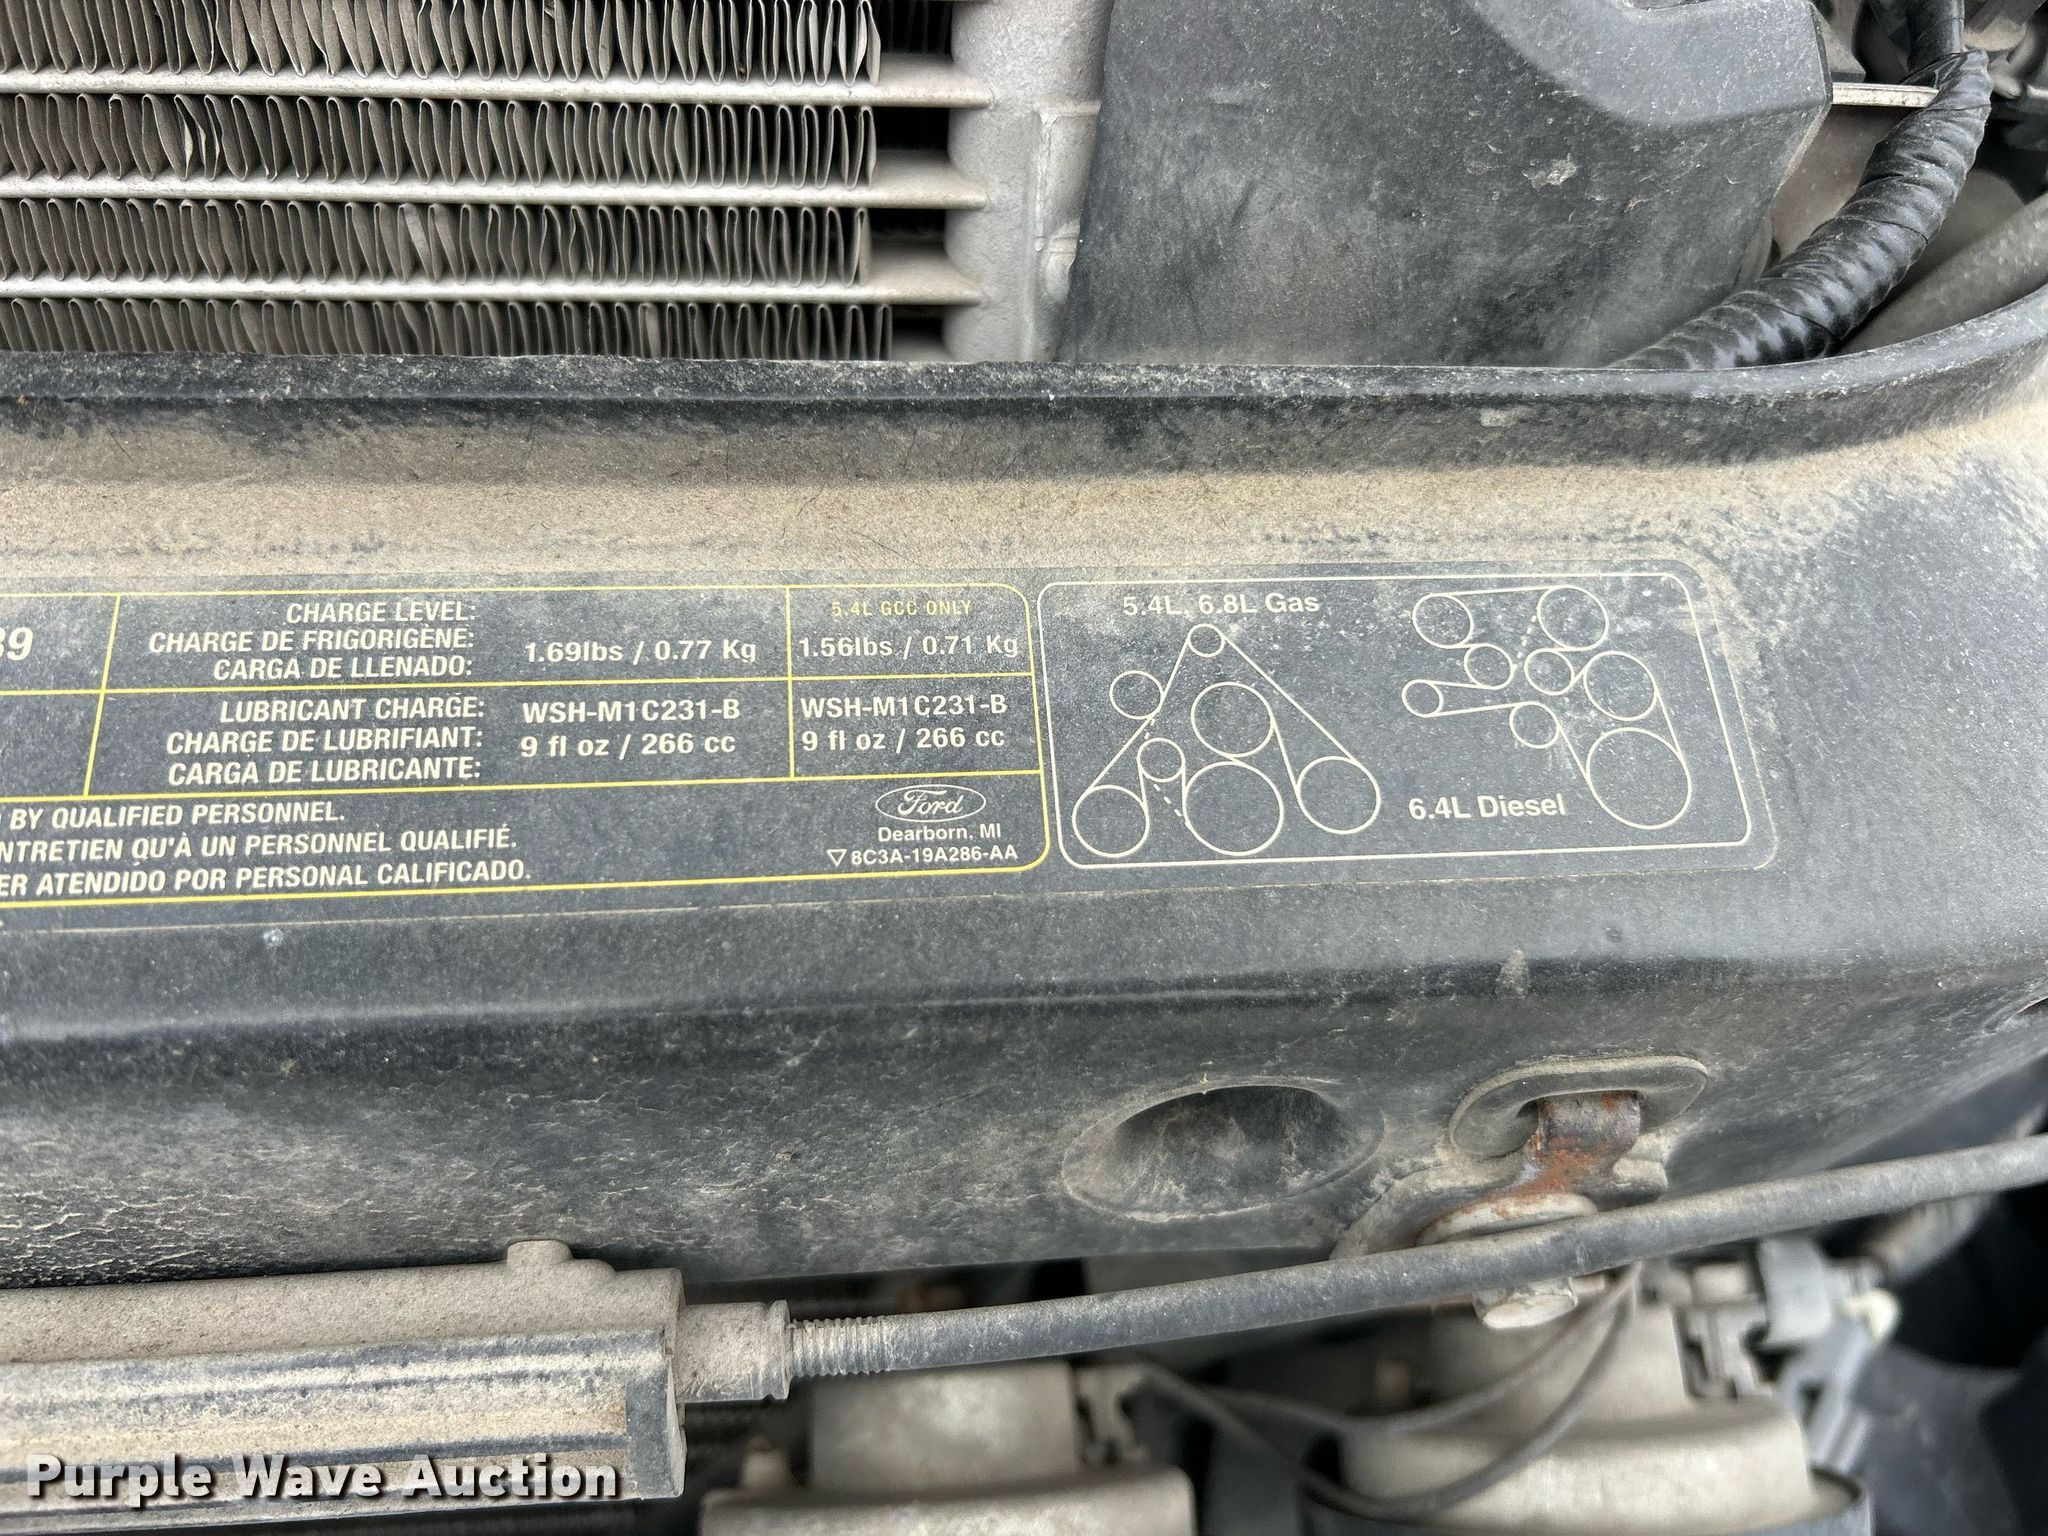 CHARGE LEVEL:
CHARGE DE FRIGORIGÈNE:
CARGA DE LLENADO:
1.69lbs / 0.77 Kg
5.4L GCC ONLY
1.56lbs / 0.71 Kg
LUBRICANT CHARGE:
CHARGE DE LUBRIFIANT:
CARGA DE LUBRICANTE:
WSH-M1C231-B
9 fl oz / 266 cc
WSH-M1C231-B
9 fl oz / 266 cc
BY QUALIFIED PERSONNEL.
NTRETIEN QU'À UN PERSONNEL QUALIFIÉ.
ER ATENDIDO POR PERSONAL CALIFICADO.
Ford
Dearborn, MI
8C3A-19A286-AA
5.4L, 6.8L Gas
6.4L Diesel
Purple Wave Auction